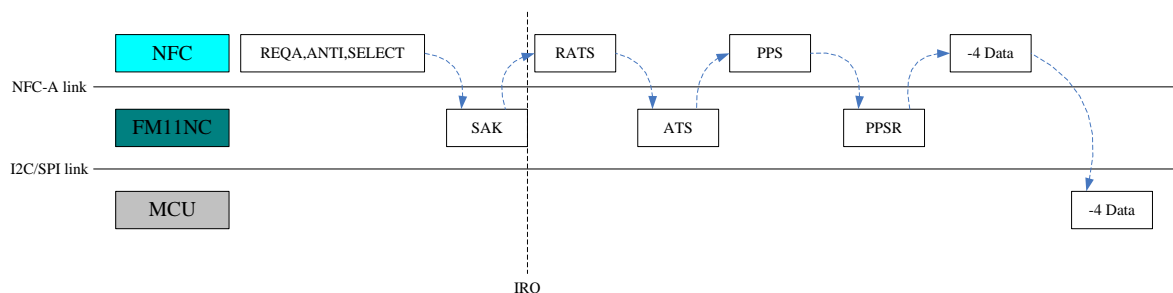 NFC
REQA,ANTI,SELECT
RATS
PPS
-4 Data
NFC-A link
FM11NC
SAK
ATS
PPSR
I2C/SPI link
MCU
-4 Data
IRQ